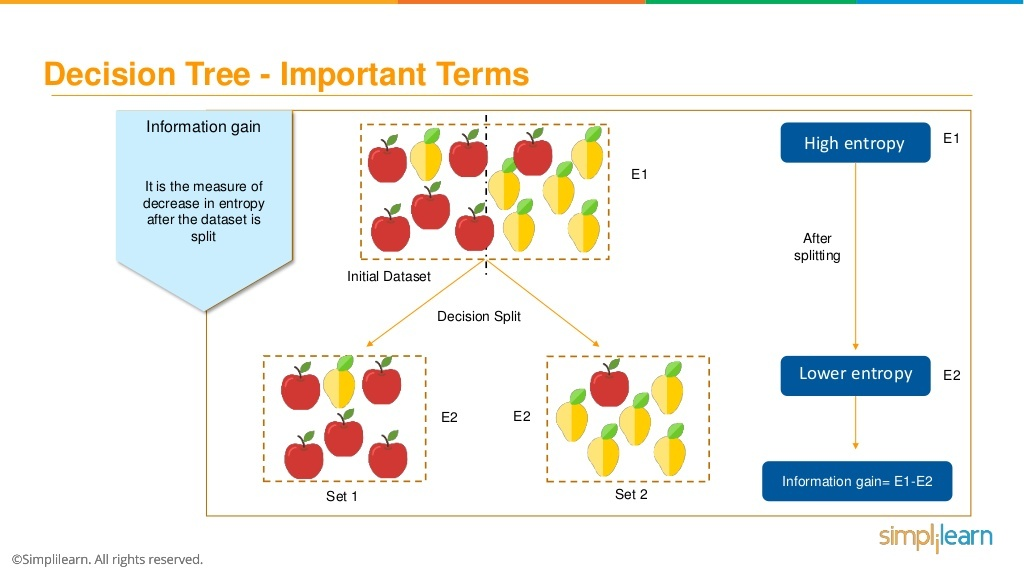 Decision Tree - Important Terms
Information gain
It is the measure of
decrease in entropy
after the dataset is
split
E1
Initial Dataset
Decision Split
E2
Set 1
E2
Set 2
High entropy
E1
After
splitting
Lower entropy
E2
Information gain= E1-E2
simplilearn
©Simplilearn. All rights reserved.